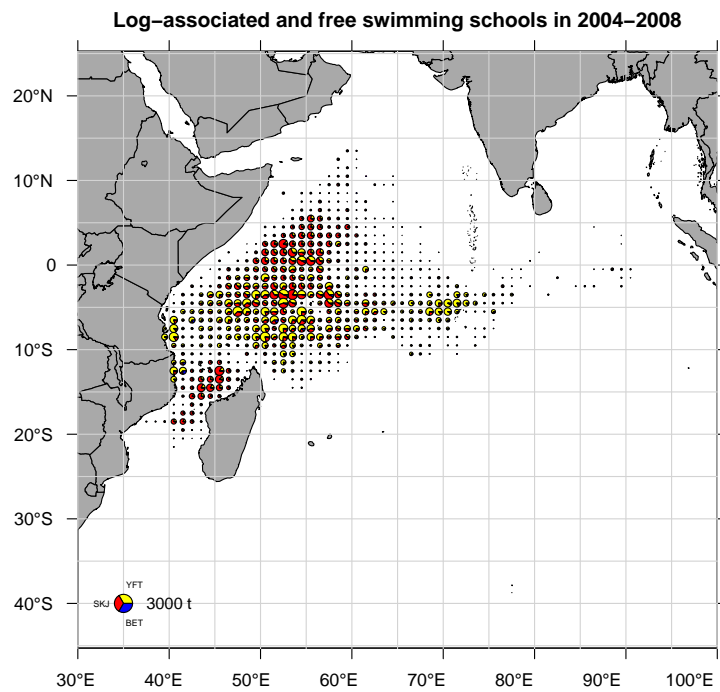 Log−associated and free swimming schools in 2004−2008
20°N
10°N
0
10°S
20°S
30°S
40°S
YFT
SKJ
3000 t
BET
30°E
40°E
50°E
60°E
70°E
80°E
90°E
100°E